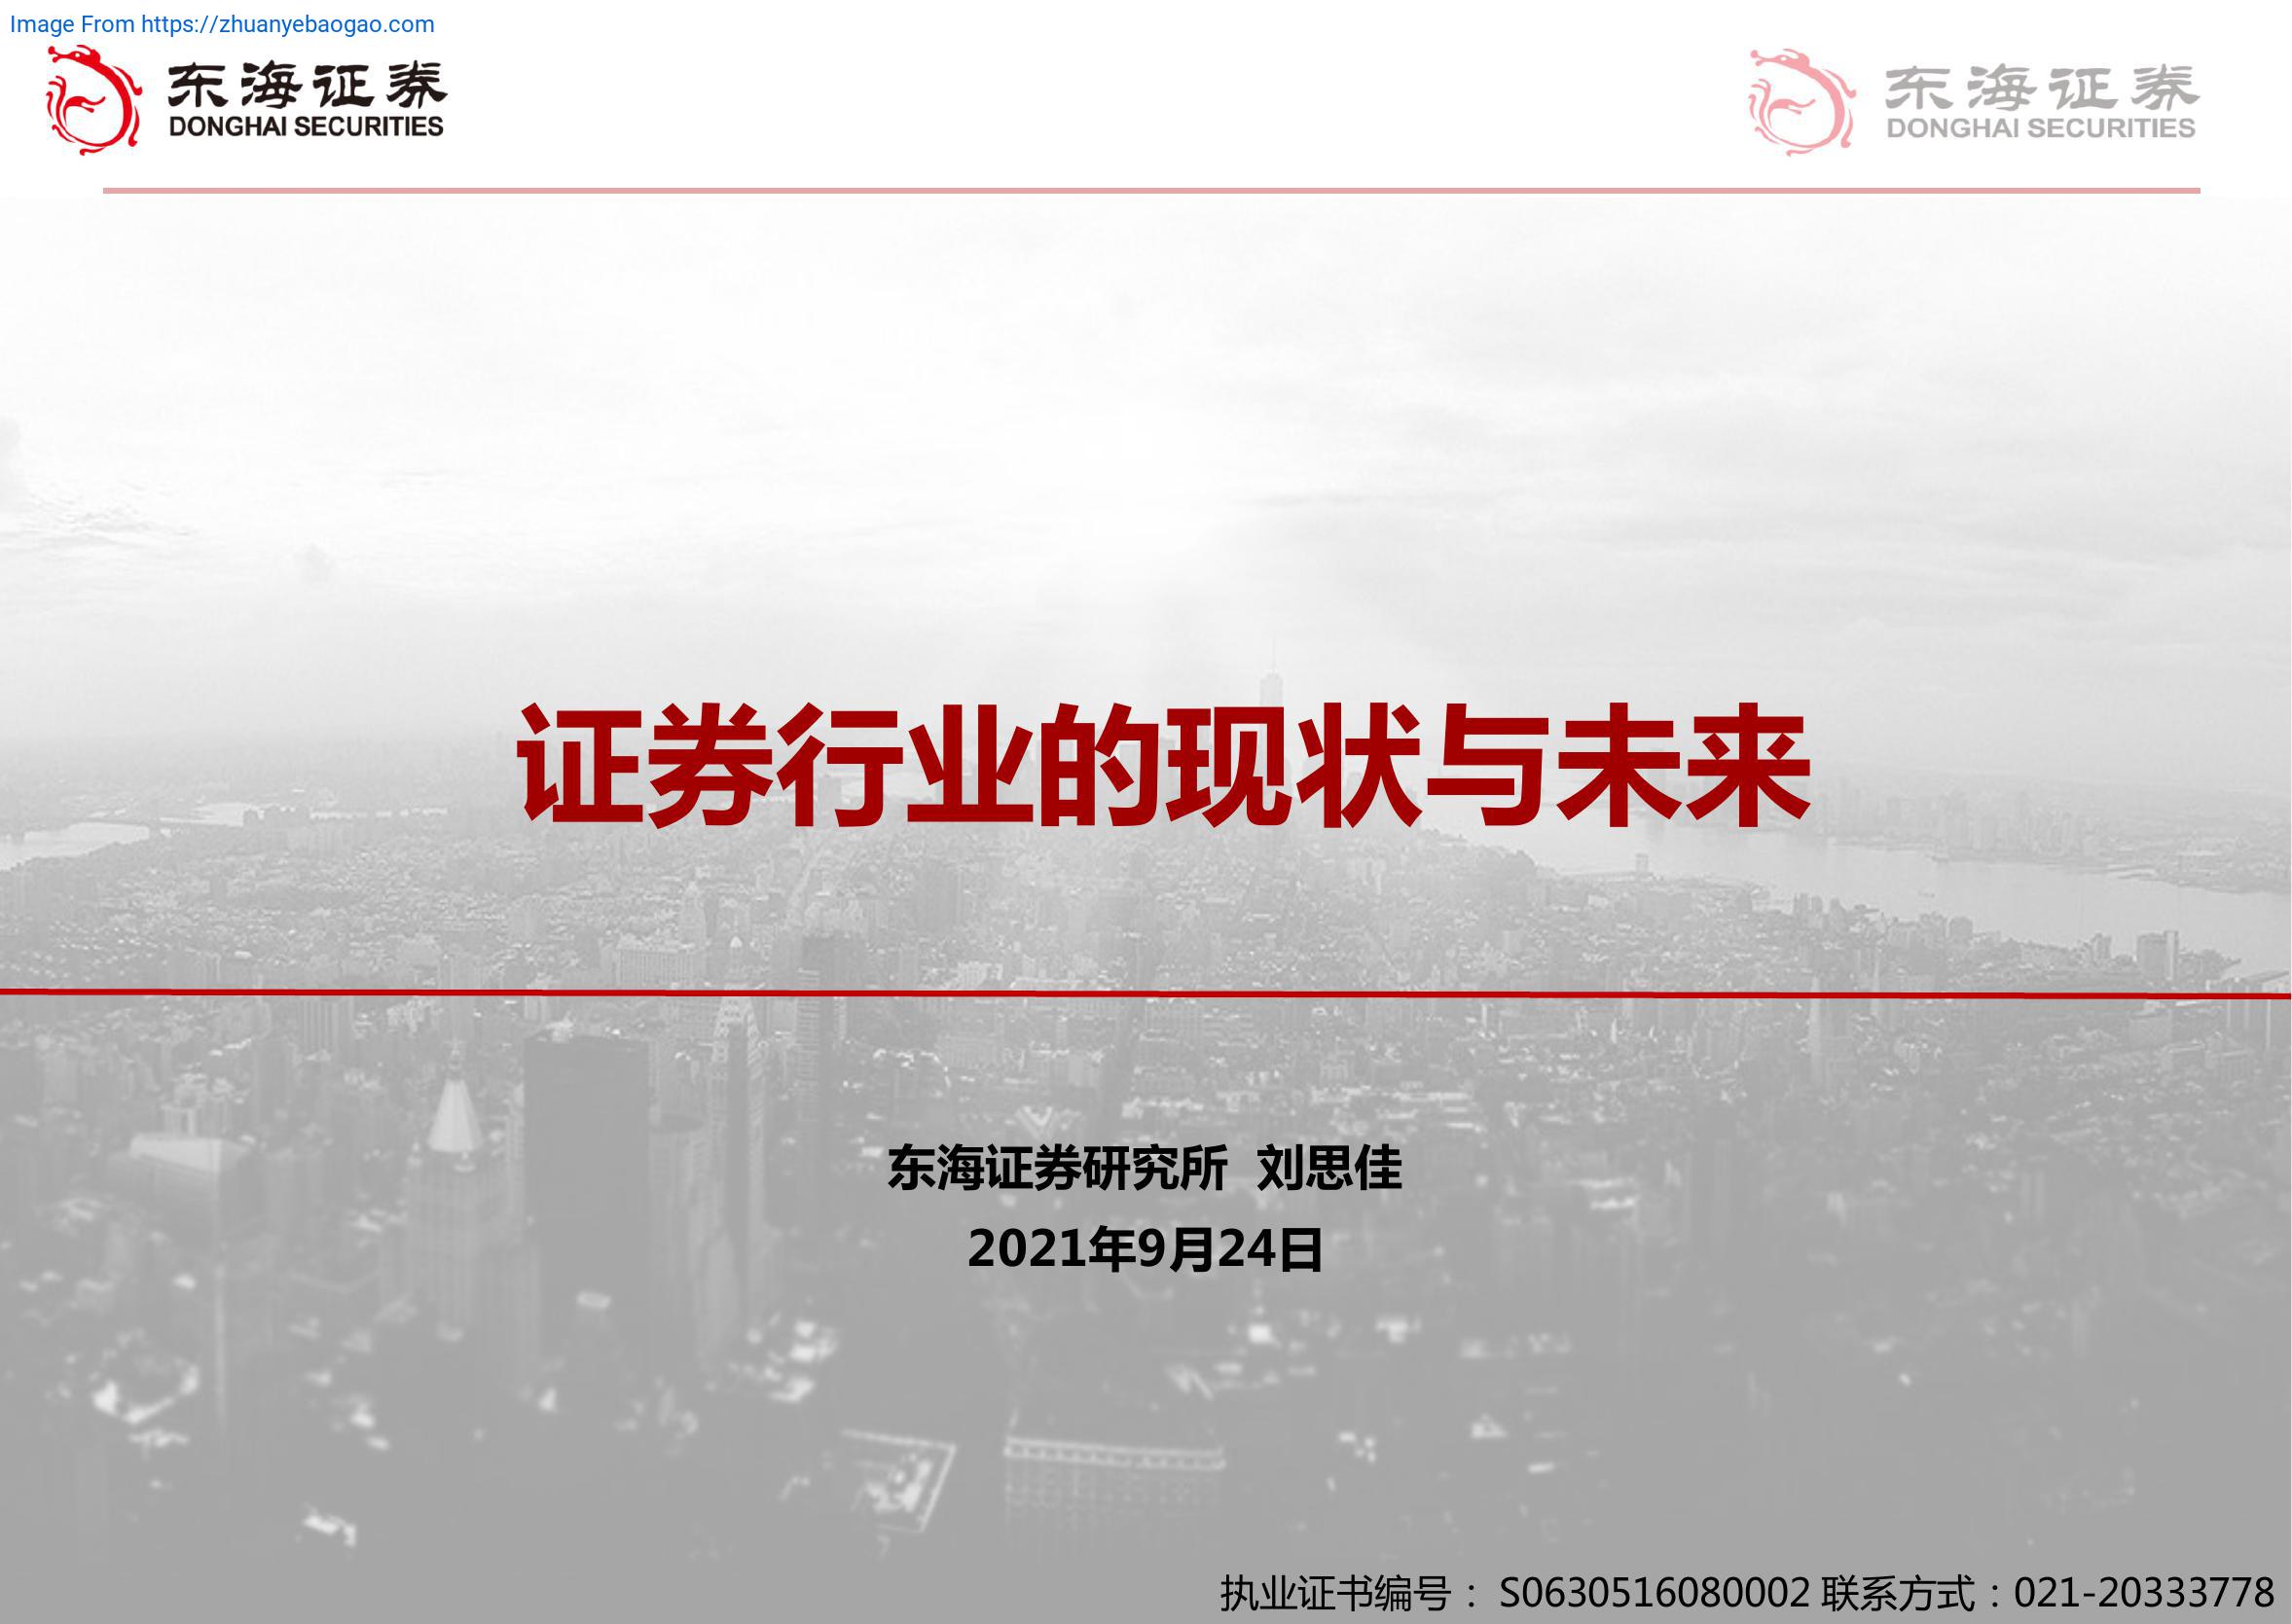 Image From https://zhuanyebaogao.com
东海证券
DONGHAI SECURITIES
东海证券
DONGHAI SECURITIES
证券行业的现状与未来
东海证券研究所 刘思佳
2021年9月24日
执业证书编号： S0630516080002 联系方式：021-20333778